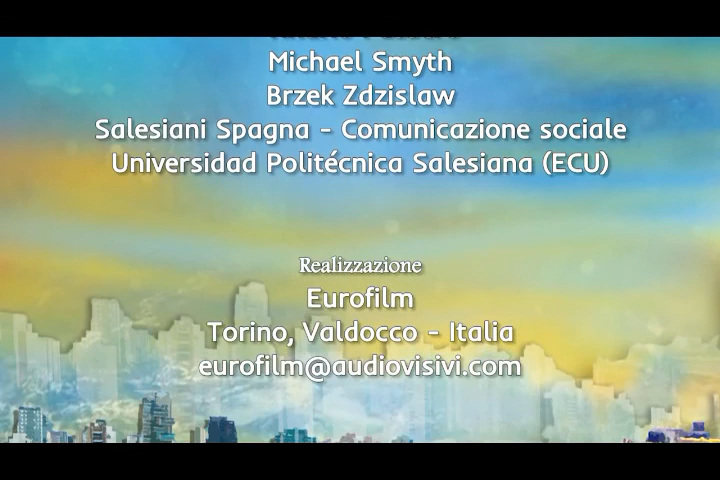 Michael Smyth
Brzek Zdzislaw
Salesiani Spagna - Comunicazione sociale
Universidad Politécnica Salesiana (ECU)
Realizzazione
Eurofilm
Torino, Valdocco - Italia
eurofilm@audiovisivi.com